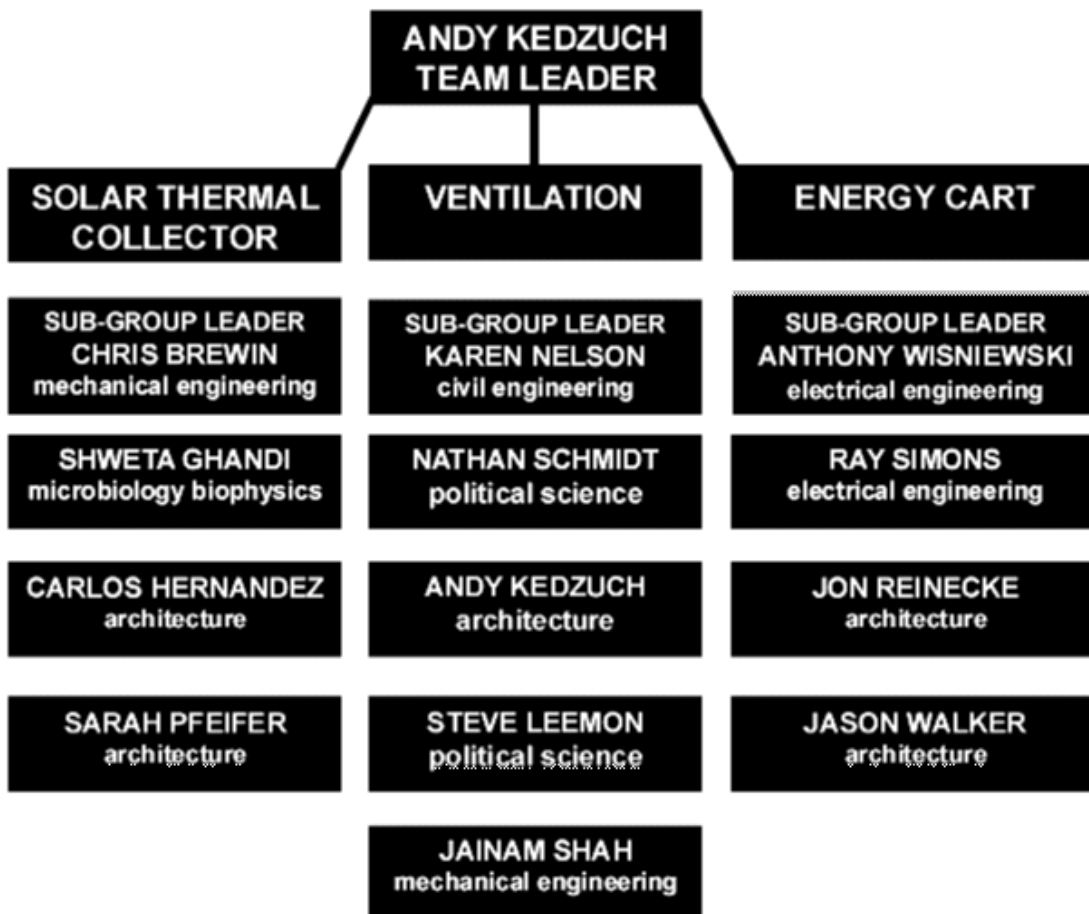 ANDY KEDZUCH
TEAM LEADER
SOLAR THERMAL
COLLECTOR
VENTILATION
ENERGY CART
SUB-GROUP LEADER
CHRIS BREWIN
mechanical engineering
SUB-GROUP LEADER
KAREN NELSON
civil engineering
SUB-GROUP LEADER
ANTHONY WISNIEWSKI
electrical engineering
SHWETA GHANDI
microbiology biophysics
NATHAN SCHMIDT
political science
RAY SIMONS
electrical engineering
CARLOS HERNANDEZ
architecture
ANDY KEDZUCH
architecture
JON REINECKE
architecture
SARAH PFEIFER
architecture
STEVE LEEMON
political science
JASON WALKER
architecture
JAINAM SHAH
mechanical engineering